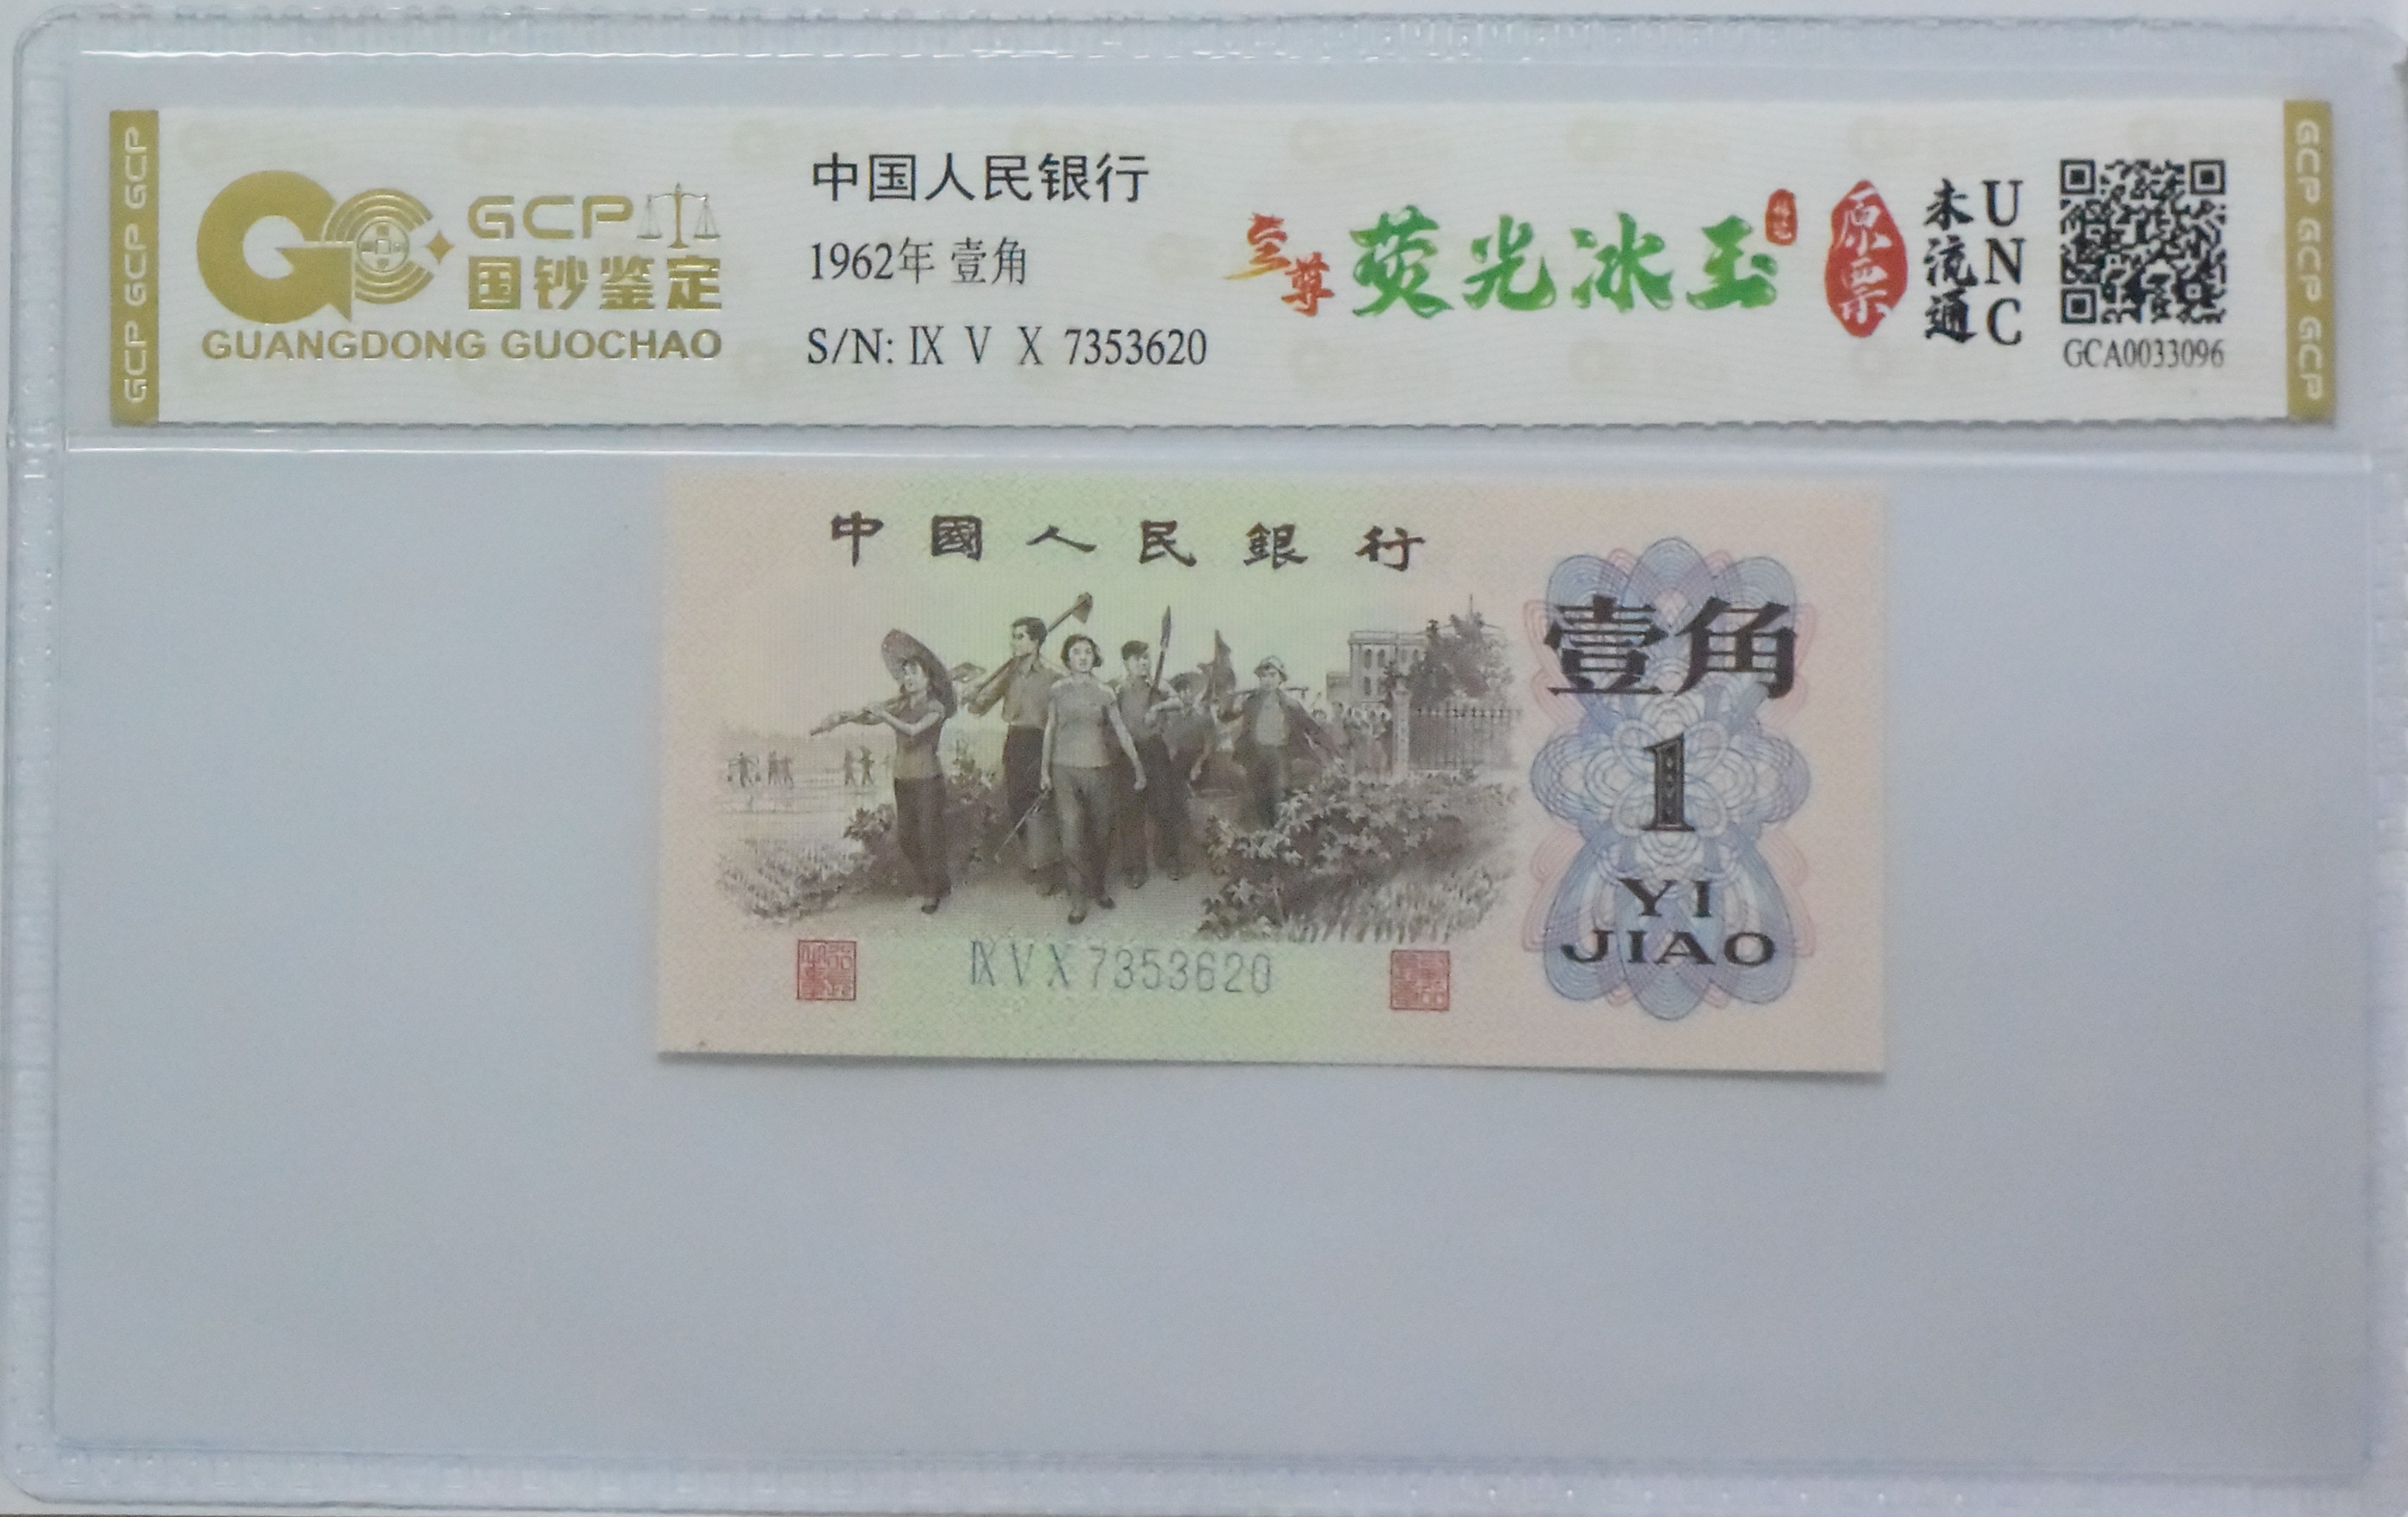 GCP GCP GCP
GCP
国钞鉴定
GUANGDONG GUOCHAO
中国人民银行
1962年 壹角
S/N: Ⅸ Ⅴ Ⅹ 7353620
至尊
荧光冰玉
原票
未流通
UNC
GCA0033096
GCP GCP GCP
中國人民銀行
壹角
1
YI
JIAO
ⅨⅤⅩ7353620